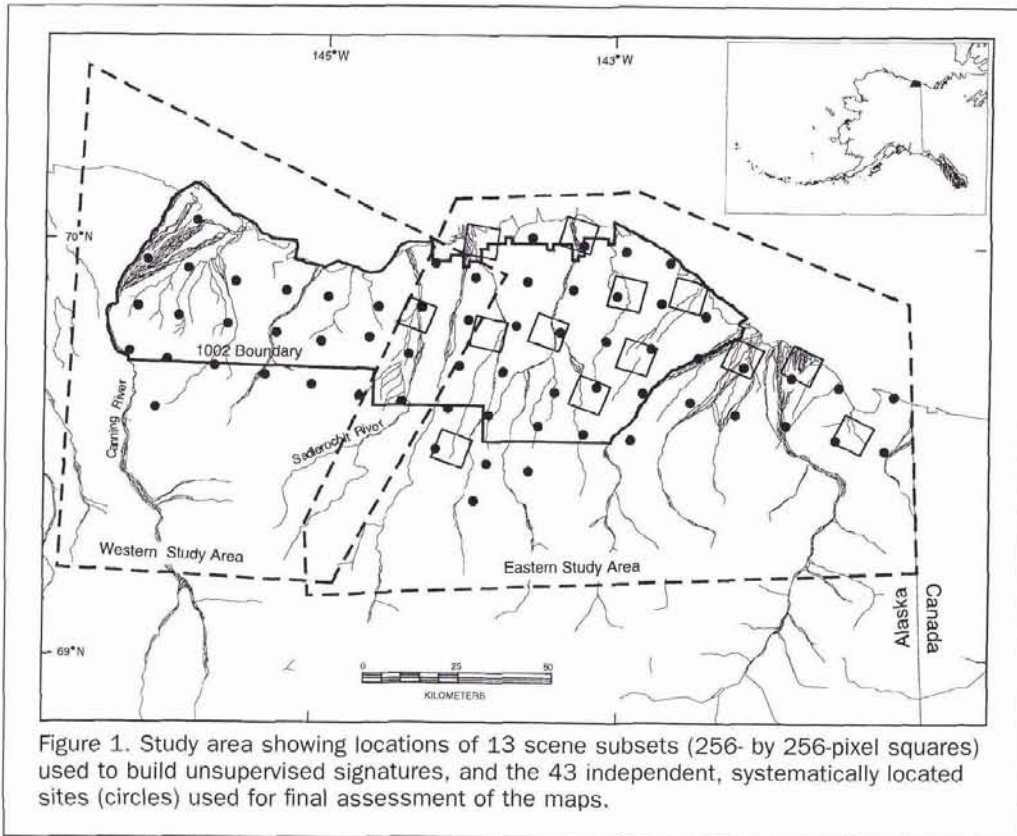 145°W
143°W
70°N
1002 Boundary
Canning River
Sadlerochit River
Western Study Area
Eastern Study Area
Alaska
Canada
69°N
0 25 50
KILOMETERS
Figure 1. Study area showing locations of 13 scene subsets (256- by 256-pixel squares)
used to build unsupervised signatures, and the 43 independent, systematically located
sites (circles) used for final assessment of the maps.